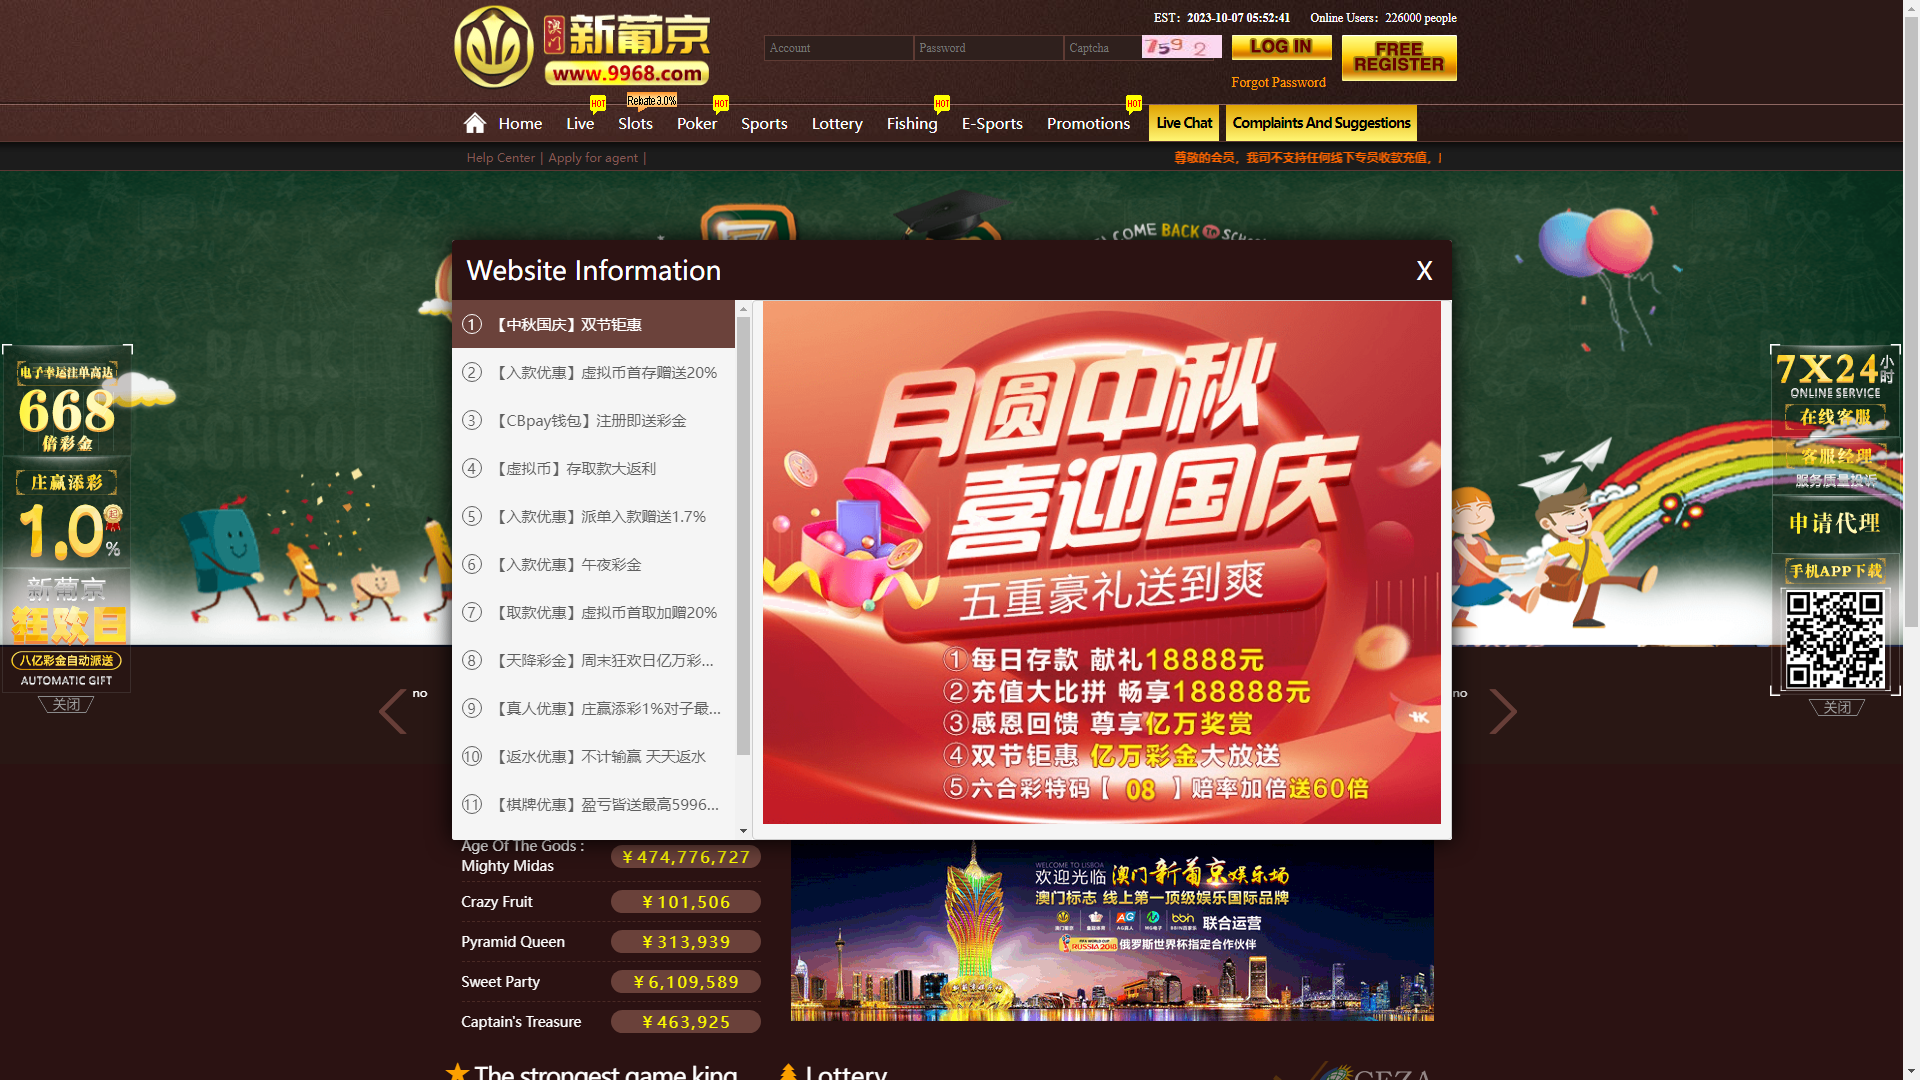 澳门 新葡京
www.9968.com
EST: 2023-10-07 05:52:41
Online Users: 226000 people
Account
Password
Captcha
7592
LOG IN
FREE REGISTER
Forgot Password
Home
Live
HOT
Slots
Rebate 3.0%
Poker
HOT
Sports
Lottery
Fishing
HOT
E-Sports
Promotions
HOT
Live Chat
Complaints And Suggestions
Help Center |
Apply for agent |
尊敬的会员，我司不支持任何线下专员收款充值，
COME BACK TO SCHOOL
Website Information
X
1 【中秋国庆】双节钜惠
2 【入款优惠】虚拟币首存赠送20%
3 【CBpay钱包】注册即送彩金
4 【虚拟币】存取款大返利
5 【入款优惠】派单入款赠送1.7%
6 【入款优惠】午夜彩金
7 【取款优惠】虚拟币首取加赠20%
8 【天降彩金】周末狂欢日亿万彩...
9 【真人优惠】庄赢添彩1%对子最...
10 【返水优惠】不计输赢 天天返水
11 【棋牌优惠】盈亏皆送最高5996...
月圆中秋
喜迎国庆
五重豪礼送到爽
①每日存款 献礼18888元
②充值大比拼 畅享188888元
③感恩回馈 尊享亿万奖赏
④双节钜惠 亿万彩金大放送
⑤六合彩特码【 08 】赔率加倍送60倍
电子幸运注单高达
668
倍彩金
庄赢添彩
1.0%
起
新葡京
狂欢日
八亿彩金自动派送
AUTOMATIC GIFT
关闭
7X24小时
ONLINE SERVICE
在线客服
客服经理
服务质量投诉
申请代理
手机APP下载
关闭
no
no
Age Of The Gods :
Mighty Midas
¥ 474,776,727
Crazy Fruit
¥ 101,506
Pyramid Queen
¥ 313,939
Sweet Party
¥ 6,109,589
Captain's Treasure
¥ 463,925
WELCOME TO LISBOA
欢迎光临 澳门新葡京娱乐场
澳门标志 线上第一顶级娱乐国际品牌
AG bbin 联合运营
RUSSIA 2018 俄罗斯世界杯指定合作伙伴
The strongest game king
Lottery
CEZA